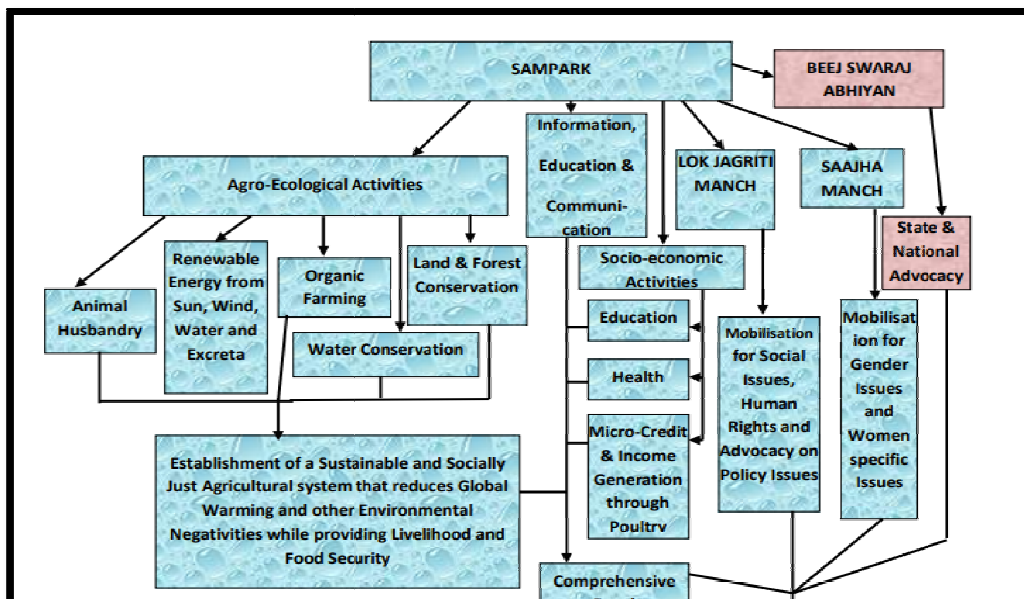 SAMPARK
BEEJ SWARAJ
ABHIYAN
Information,
Education &
Communi-
cation
LOK JAGRITI
MANCH
SAAJHA
MANCH
Agro-Ecological Activities
State &
National
Advocacy
Animal
Husbandry
Renewable
Energy from
Sun, Wind,
Water and
Excreta
Organic
Farming
Land & Forest
Conservation
Water Conservation
Socio-economic
Activities
Education
Health
Micro-Credit
& Income
Generation
through
Poultry
Mobilisation
for Social
Issues,
Human
Rights and
Advocacy on
Policy Issues
Mobilisat
ion for
Gender
Issues
and
Women
specific
Issues
Establishment of a Sustainable and Socially
Just Agricultural system that reduces Global
Warming and other Environmental
Negativities while providing Livelihood and
Food Security
Comprehensive